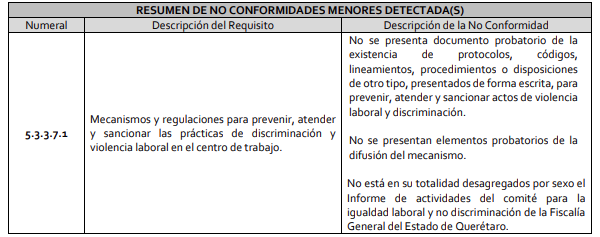 RESUMEN DE NO CONFORMIDADES MENORES DETECTADA(S)
Numeral
Descripción del Requisito
Descripción de la No Conformidad
5.3.3.7.1
Mecanismos y regulaciones para prevenir, atender
y sancionar las prácticas de discriminación y
violencia laboral en el centro de trabajo.
No se presenta documento probatorio de la
existencia de protocolos, códigos,
lineamientos, procedimientos o disposiciones
de otro tipo, presentados de forma escrita, para
prevenir, atender y sancionar actos de violencia
laboral y discriminación.
No se presentan elementos probatorios de la
difusión del mecanismo.
No está en su totalidad desagregados por sexo el
Informe de actividades del comité para la
igualdad laboral y no discriminación de la Fiscalía
General del Estado de Querétaro.